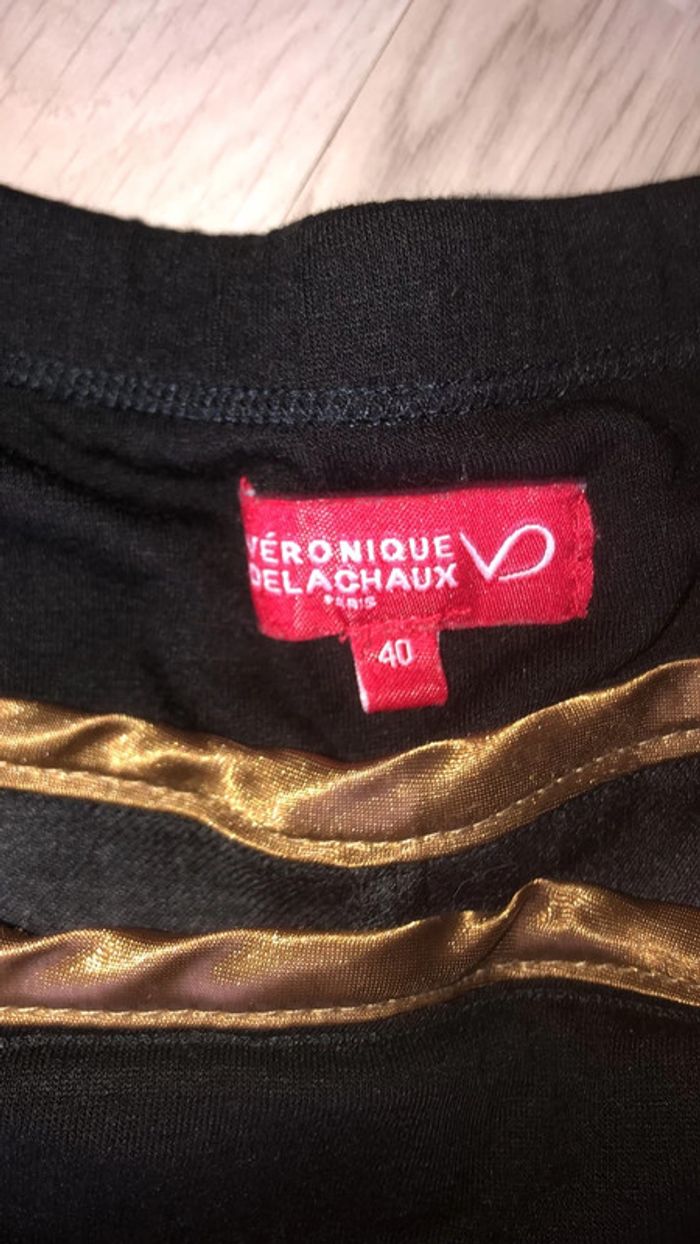 VÉRONIQUE
DELACHAUX
PARIS
40